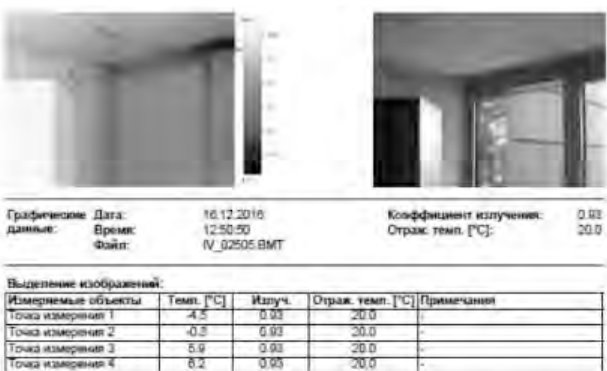 Графические данные: Дата: 16.12.2016 Коэффициент излучения: 0.93
Время: 12:50:50 Отраж. темп. [°C]: 20.0
Файл: IV_02505.BMT
Выделение изображений:
Измеряемые объекты Темп. [°C] Излуч. Отраж. темп. [°C] Примечания
Точка измерения 1 -4.5 0.93 20.0 -
Точка измерения 2 0.93 20.0 -
Точка измерения 3 5.9 0.93 20.0 -
Точка измерения 4 6.2 0.93 20.0 -